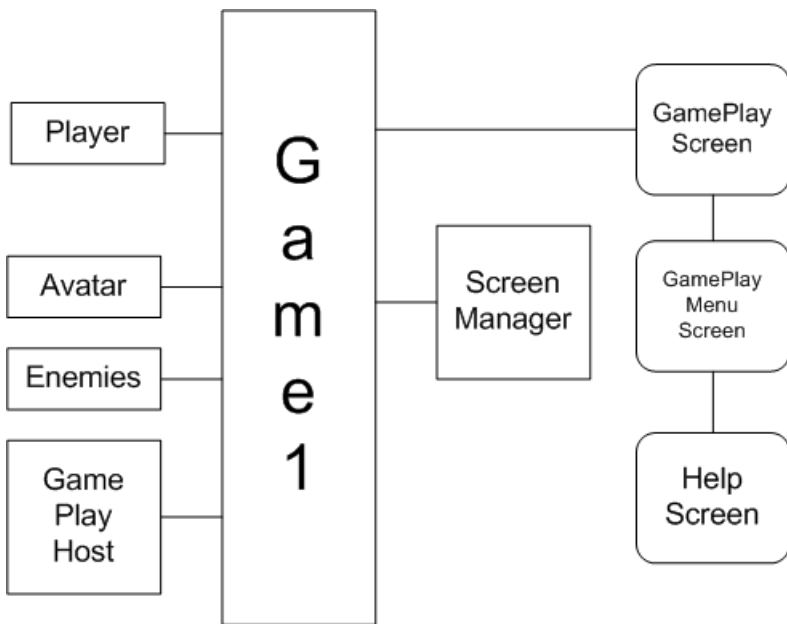 Player
Avatar
Enemies
Game
Play
Host
G
a
m
e
1
Screen
Manager
GamePlay
Screen
GamePlay
Menu
Screen
Help
Screen